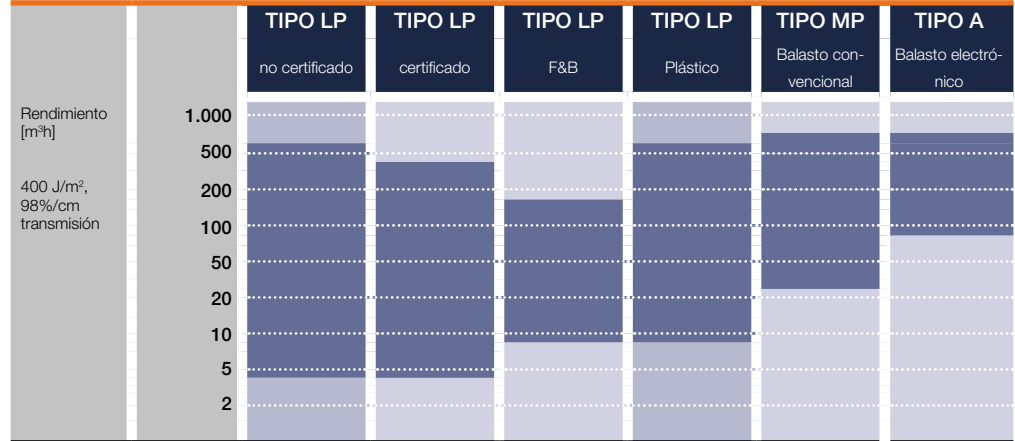 TIPO LP
no certificado
TIPO LP
certificado
TIPO LP
F&B
TIPO LP
Plástico
TIPO MP
Balasto con-
vencional
TIPO A
Balasto electró-
nico
Rendimiento
[m³h]
400 J/m²,
98%/cm
transmisión
1.000
500
200
100
50
20
10
5
2